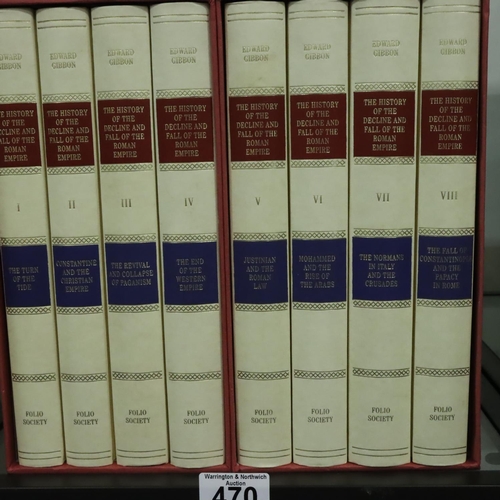 EDWARD
GIBBON
THE HISTORY
OF THE
DECLINE AND
FALL OF THE
ROMAN
EMPIRE
I
THE TURN
OF THE
TIDE
FOLIO
SOCIETY
EDWARD
GIBBON
THE HISTORY
OF THE
DECLINE AND
FALL OF THE
ROMAN
EMPIRE
II
CONSTANTINE
AND THE
CHRISTIAN
EMPIRE
FOLIO
SOCIETY
EDWARD
GIBBON
THE HISTORY
OF THE
DECLINE AND
FALL OF THE
ROMAN
EMPIRE
III
THE REVIVAL
AND COLLAPSE
OF PAGANISM
FOLIO
SOCIETY
EDWARD
GIBBON
THE HISTORY
OF THE
DECLINE AND
FALL OF THE
ROMAN
EMPIRE
IV
THE END
OF THE
WESTERN
EMPIRE
FOLIO
SOCIETY
EDWARD
GIBBON
THE HISTORY
OF THE
DECLINE AND
FALL OF THE
ROMAN
EMPIRE
V
JUSTINIAN
AND THE
ROMAN
LAW
FOLIO
SOCIETY
EDWARD
GIBBON
THE HISTORY
OF THE
DECLINE AND
FALL OF THE
ROMAN
EMPIRE
VI
MOHAMMED
AND THE
RISE OF
THE ARABS
FOLIO
SOCIETY
EDWARD
GIBBON
THE HISTORY
OF THE
DECLINE AND
FALL OF THE
ROMAN
EMPIRE
VII
THE NORMANS
IN ITALY
AND THE
CRUSADES
FOLIO
SOCIETY
EDWARD
GIBBON
THE HISTORY
OF THE
DECLINE AND
FALL OF THE
ROMAN
EMPIRE
VIII
THE FALL OF
CONSTANTINOPLE
AND THE
PAPACY
IN ROME
FOLIO
SOCIETY
Warrington & Northwich
Auction
470